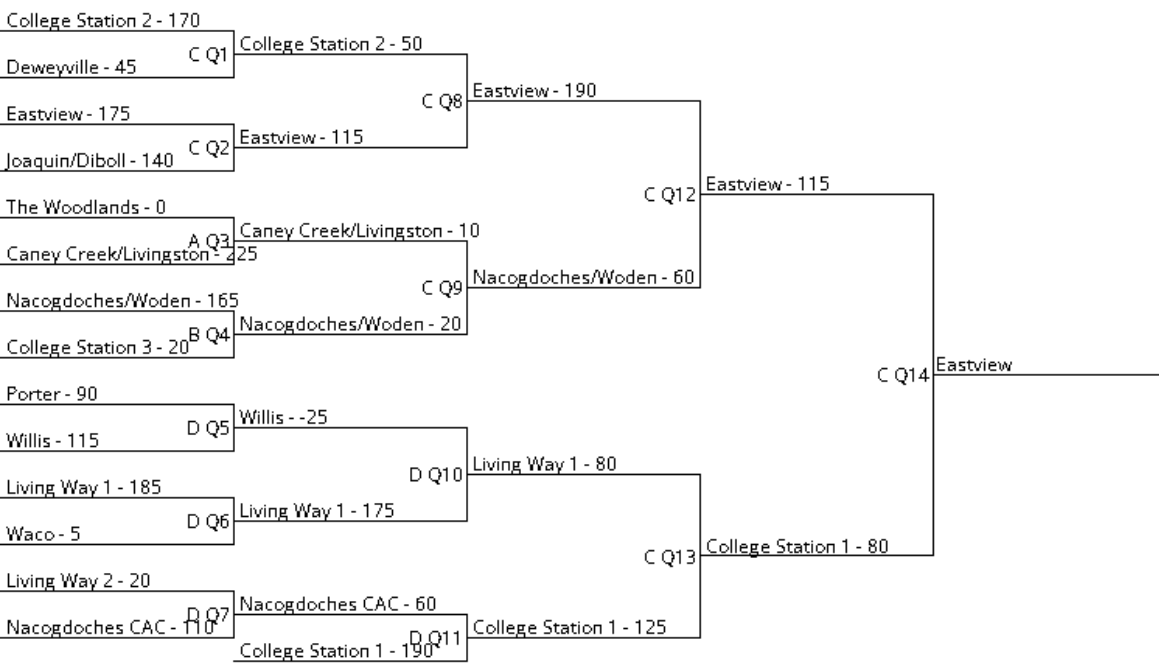 College Station 2 - 170
C Q1
Deweyville - 45
College Station 2 - 50
Eastview - 175
C Q2
Joaquin/Diboll - 140
Eastview - 115
C Q8
Eastview - 190
The Woodlands - 0
A Q3
Caney Creek/Livingston - 225
Caney Creek/Livingston - 10
Nacogdoches/Woden - 165
B Q4
College Station 3 - 20
Nacogdoches/Woden - 20
C Q9
Nacogdoches/Woden - 60
C Q12
Eastview - 115
Porter - 90
D Q5
Willis - 115
Willis - -25
Living Way 1 - 185
D Q6
Waco - 5
Living Way 1 - 175
D Q10
Living Way 1 - 80
Living Way 2 - 20
D Q7
Nacogdoches CAC - 110
Nacogdoches CAC - 60
D Q11
College Station 1 - 190
College Station 1 - 125
C Q13
College Station 1 - 80
C Q14
Eastview